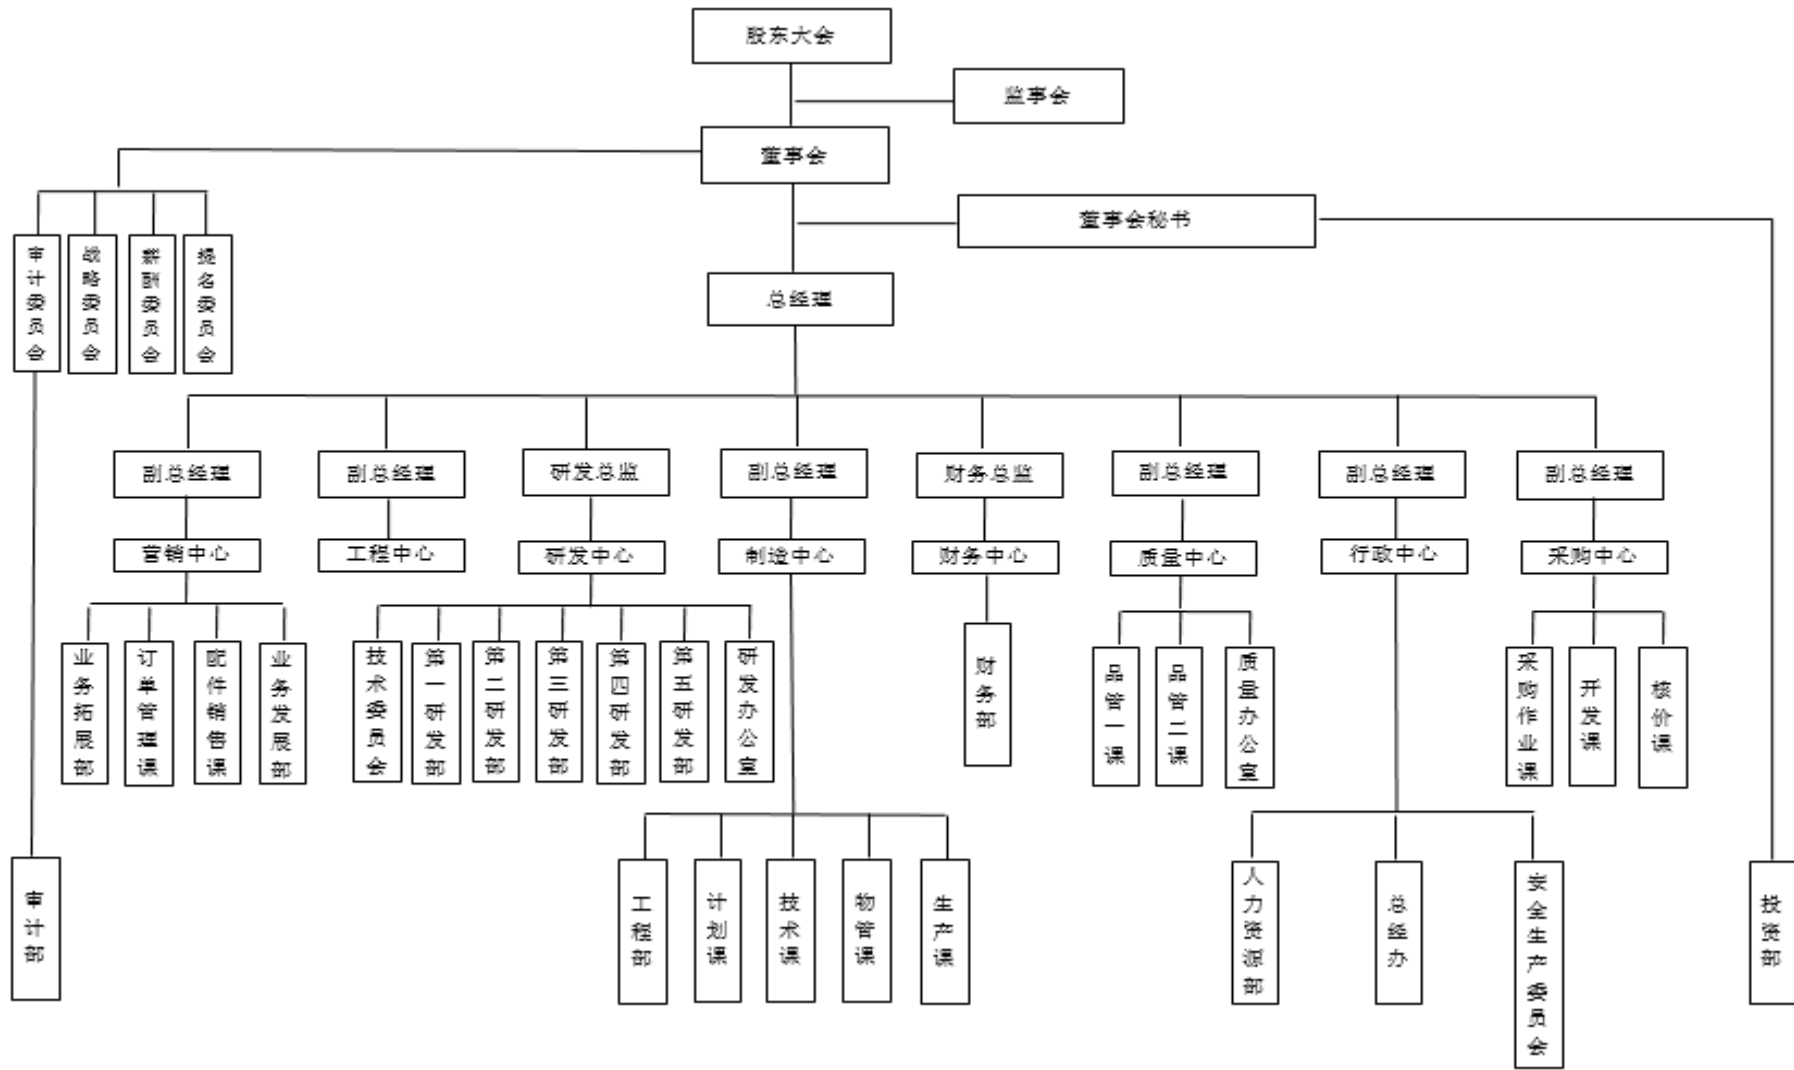 股东大会
监事会
董事会
董事会秘书
总经理
审计委员会
战略委员会
薪酬委员会
提名委员会
副总经理
副总经理
研发总监
副总经理
财务总监
副总经理
副总经理
副总经理
营销中心
工程中心
研发中心
制造中心
财务中心
质量中心
行政中心
采购中心
业务拓展部
订单管理课
配件销售课
业务发展部
技术委员会
第一研发部
第二研发部
第三研发部
第四研发部
第五研发部
研发办公室
财务部
品管一课
品管二课
质量办公室
采购作业课
开发课
核价课
审计部
工程部
计划课
技术课
物管课
生产课
人力资源部
总经办
安全生产委员会
投资部